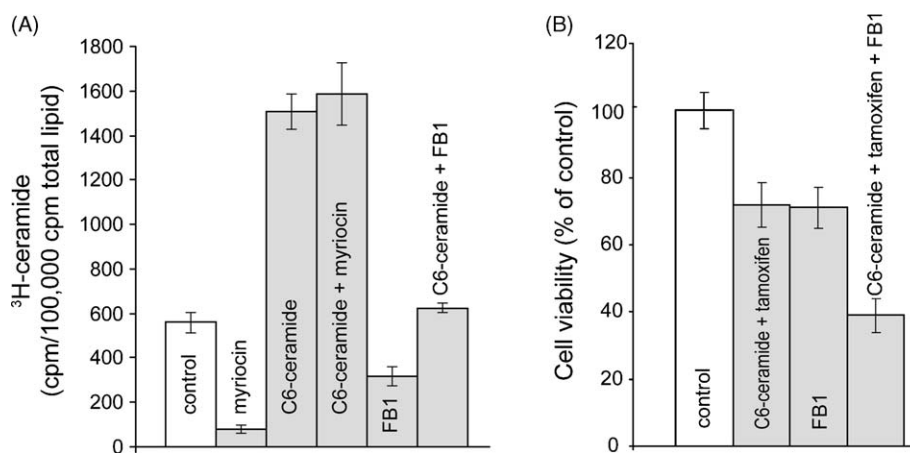 (A)
³H-ceramide
(cpm/100,000 cpm total lipid)
1800
1600
1400
1200
1000
800
600
400
200
0
control
myriocin
C6-ceramide
C6-ceramide + myriocin
FB1
C6-ceramide + FB1
(B)
Cell viability (% of control)
120
100
80
60
40
20
0
control
C6-ceramide + tamoxifen
FB1
C6-ceramide + tamoxifen + FB1